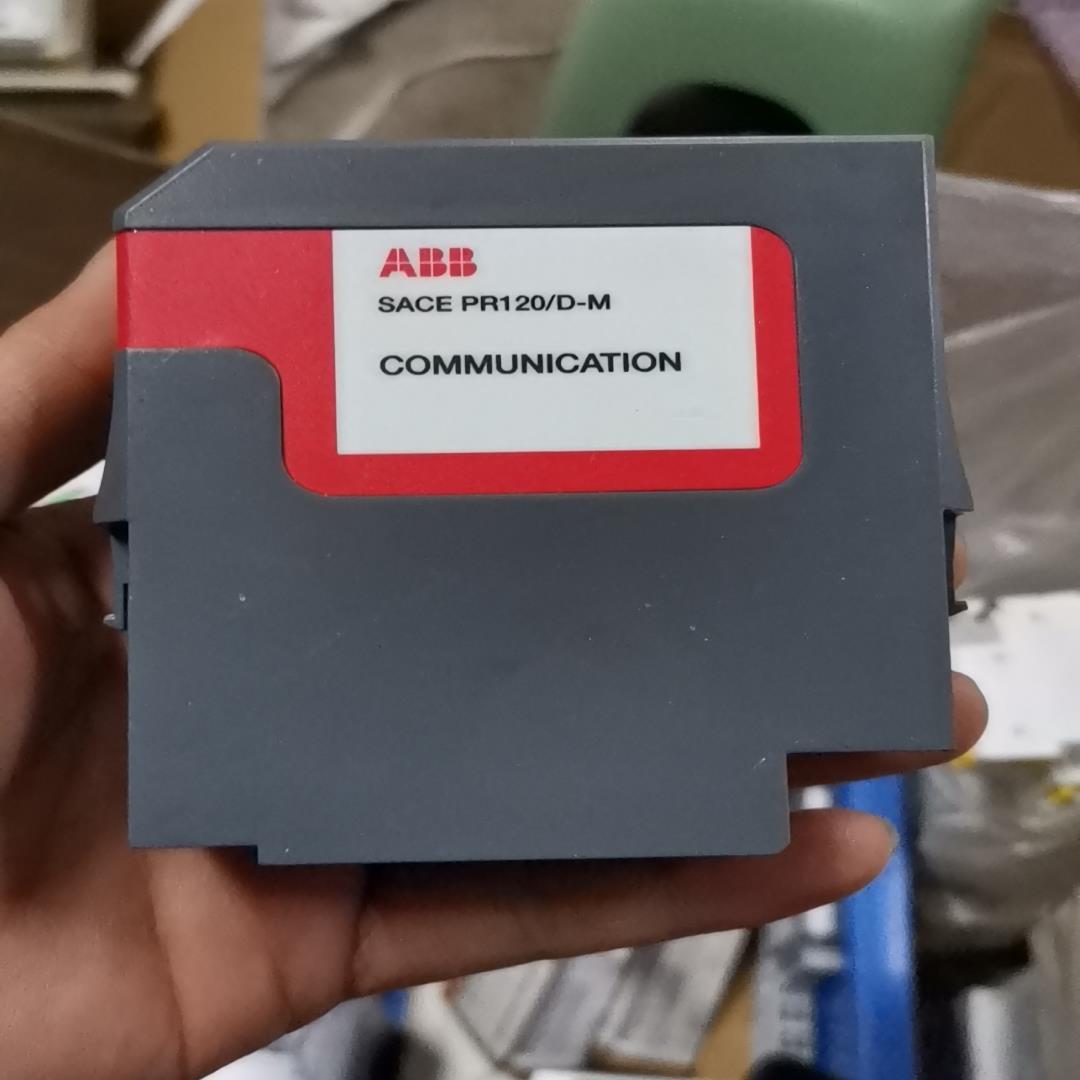 ABB
SACE PR120/D-M
COMMUNICATION